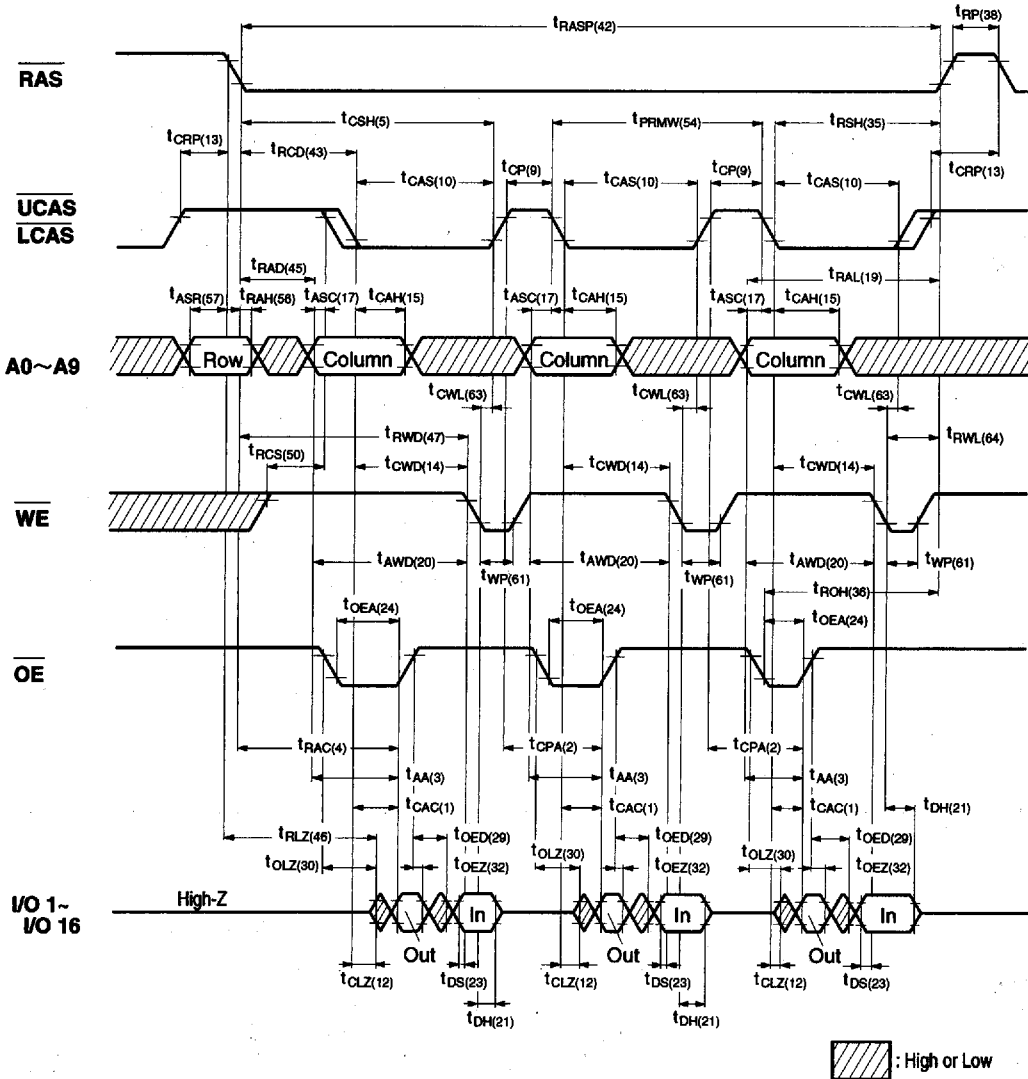 tRASP(42)
tRP(38)
RAS
tCSH(5)
tPRMW(54)
tRSH(35)
tCRP(13)
tRCD(43)
tCP(9)
tCP(9)
tCRP(13)
tCAS(10)
tCAS(10)
tCAS(10)
UCAS
LCAS
tRAD(45)
tRAL(19)
tASR(57)
tRAH(56)
tASC(17)
tCAH(15)
tASC(17)
tCAH(15)
tASC(17)
tCAH(15)
A0~A9
Row
Column
Column
Column
tCWL(63)
tCWL(63)
tCWL(63)
tRWD(47)
tRWL(64)
tRCS(50)
tCWD(14)
tCWD(14)
tCWD(14)
WE
tAWD(20)
tWP(61)
tAWD(20)
tWP(61)
tAWD(20)
tWP(61)
tROH(36)
tOEA(24)
tOEA(24)
tOEA(24)
OE
tRAC(4)
tCPA(2)
tCPA(2)
tAA(3)
tAA(3)
tAA(3)
tCAC(1)
tCAC(1)
tCAC(1)
tDH(21)
tRLZ(46)
tOED(29)
tOED(29)
tOED(29)
tOLZ(30)
tOEZ(32)
tOLZ(30)
tOEZ(32)
tOLZ(30)
tOEZ(32)
I/O 1~
I/O 16
High-Z
In
In
In
Out
Out
Out
tCLZ(12)
tDS(23)
tCLZ(12)
tDS(23)
tCLZ(12)
tDS(23)
tDH(21)
tDH(21)
: High or Low